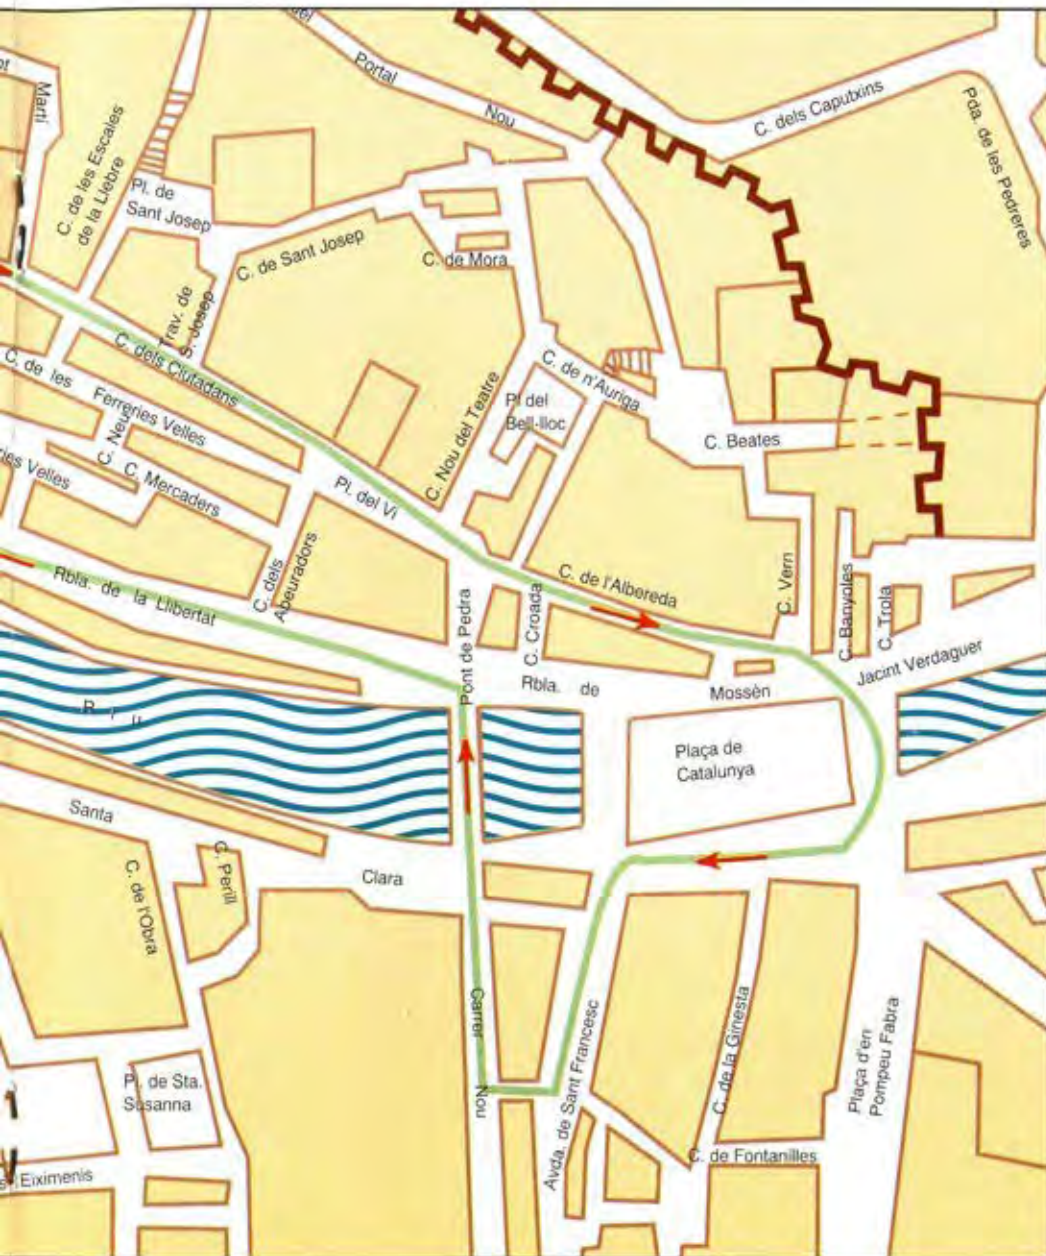 Portal
Nou
C. dels Caputxins
Pda. de les Pedreres
Martí
C. de les Escales
de la Llebre
Pl. de
Sant Josep
C. de Sant Josep
C. de Mora
Trav. de
S. Josep
C. dels Ciutadans
C. de les Ferreries Velles
C. Neu
C. Mercaders
Velles
C. Nou del Teatre
Pl del
Bell-lloc
C. de n'Auriga
C. Beates
Pl. del Vi
C. dels
Abeuradors
Rbla. de la Llibertat
Pont de Pedra
C. Croada
C. de l'Albereda
C. Vern
C. Banyoles
C. Trola
Rbla. de
Mossèn
Jacint Verdaguer
Riu
Plaça de
Catalunya
Santa
Clara
C. de l'Obra
C. Perill
Carrer
Nou
Avda. de Sant Francesc
C. de la Ginesta
Plaça d'en
Pompeu Fabra
Pl. de Sta.
Susanna
C. de Fontanilles
Eiximenis